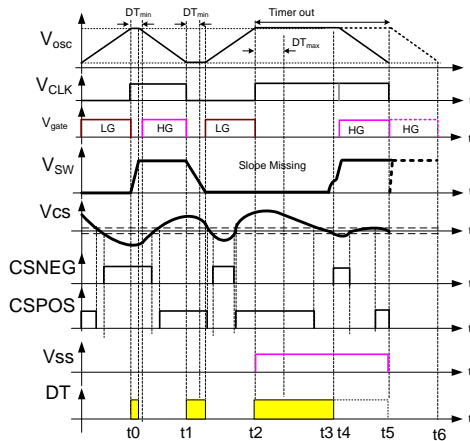 DTmin
DTmin
Timer out
DTmax
Vosc
t
VCLK
t
Vgate
LG
HG
LG
HG
HG
t
VSW
Slope Missing
t
VCS
t
CSNEG
t
CSPOS
t
VSS
t
DT
t
t0
t1
t2
t3
t4
t5
t6